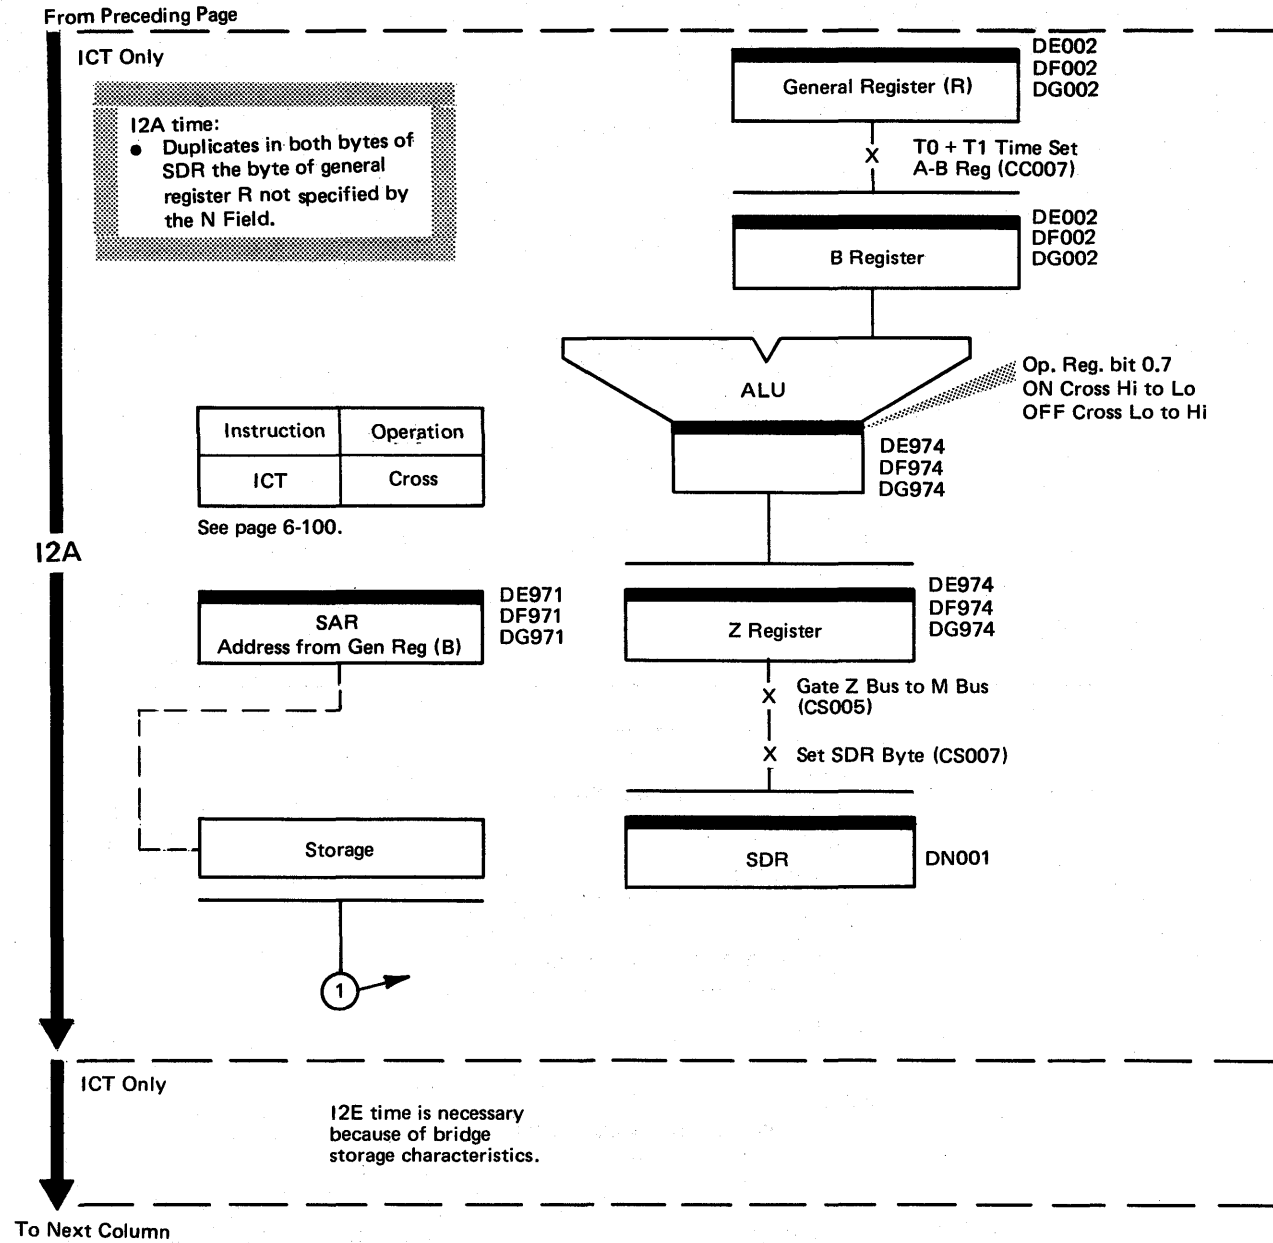 From Preceding Page
ICT Only
I2A time:
● Duplicates in both bytes of
SDR the byte of general
register R not specified by
the N Field.
General Register (R)
DE002
DF002
DG002
X
T0 + T1 Time Set
A-B Reg (CC007)
B Register
DE002
DF002
DG002
ALU
Op. Reg. bit 0.7
ON Cross Hi to Lo
OFF Cross Lo to Hi
DE974
DF974
DG974
Instruction Operation
ICT Cross
See page 6-100.
I2A
SAR
Address from Gen Reg (B)
DE971
DF971
DG971
Z Register
DE974
DF974
DG974
X Gate Z Bus to M Bus
(CS005)
X Set SDR Byte (CS007)
Storage
SDR
DN001
1
ICT Only
I2E time is necessary
because of bridge
storage characteristics.
To Next Column